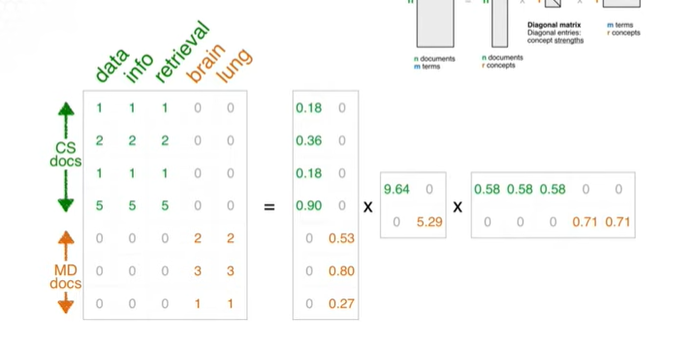 n
=
n
x
x
Diagonal matrix
Diagonal entries:
concept strengths
m terms
r concepts
n documents
m terms
n documents
r concepts
data info retrieval brain lung
CS
docs
MD
docs
1 1 1 0 0
2 2 2 0 0
1 1 1 0 0
5 5 5 0 0
0 0 0 2 2
0 0 0 3 3
0 0 0 1 1
=
0.18 0
0.36 0
0.18 0
0.90 0
0 0.53
0 0.80
0 0.27
X
9.64 0
0 5.29
X
0.58 0.58 0.58 0 0
0 0 0 0.71 0.71